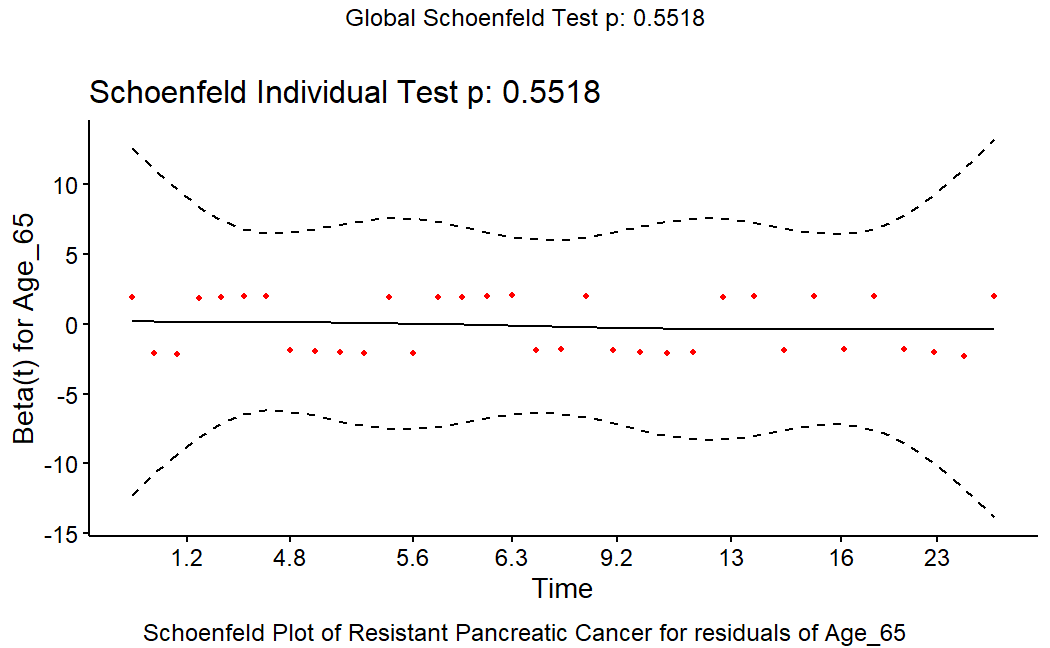 Global Schoenfeld Test p: 0.5518
Schoenfeld Individual Test p: 0.5518
Beta(t) for Age_65
10
5
0
-5
-10
-15
1.2 4.8 5.6 6.3 9.2 13 16 23
Time
Schoenfeld Plot of Resistant Pancreatic Cancer for residuals of Age_65